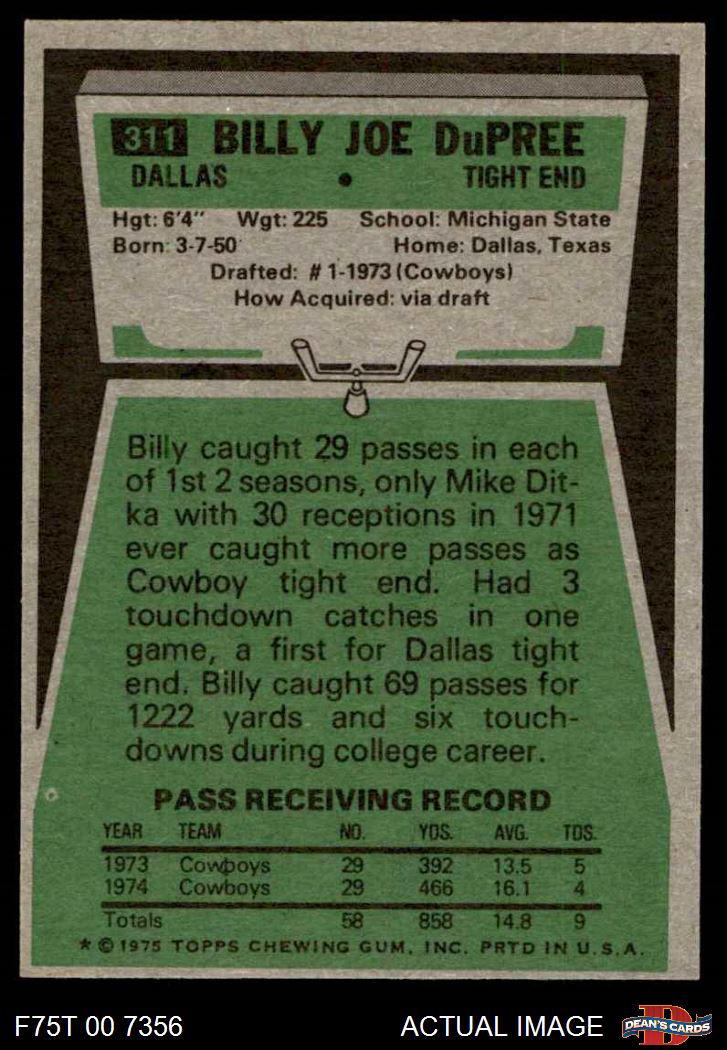 311 BILLY JOE DuPREE
DALLAS • TIGHT END
Hgt: 6'4" Wgt: 225 School: Michigan State
Born: 3-7-50 Home: Dallas, Texas
Drafted: #1-1973 (Cowboys)
How Acquired: via draft
Billy caught 29 passes in each
of 1st 2 seasons, only Mike Dit-
ka with 30 receptions in 1971
ever caught more passes as
Cowboy tight end. Had 3
touchdown catches in one
game, a first for Dallas tight
end. Billy caught 69 passes for
1222 yards and six touch-
downs during college career.
PASS RECEIVING RECORD
YEAR TEAM NO. YDS. AVG. TDS.
1973 Cowboys 29 392 13.5 5
1974 Cowboys 29 466 16.1 4
Totals 58 858 14.8 9
* © 1975 TOPPS CHEWING GUM, INC. PRTD IN U.S.A.
F75T 00 7356 ACTUAL IMAGE D DEAN'S CARDS